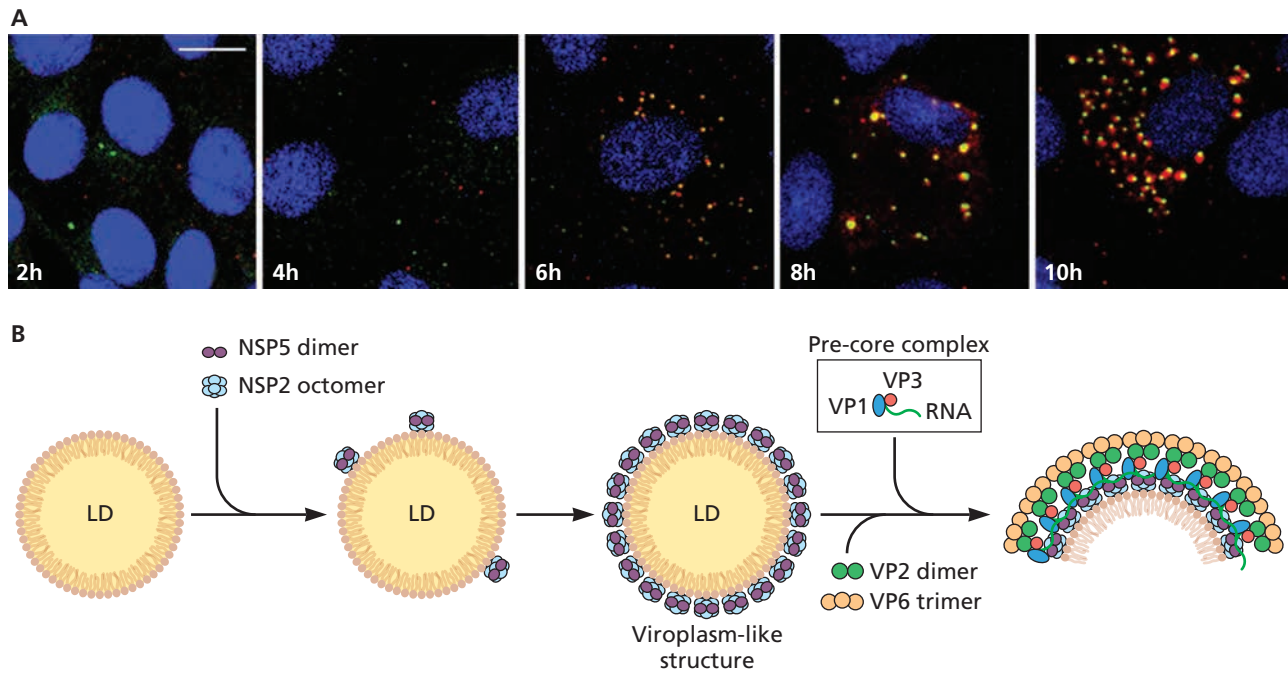 A
2h
4h
6h
8h
10h
B
NSP5 dimer
NSP2 octomer
Pre-core complex
VP3
VP1
RNA
LD
LD
LD
VP2 dimer
VP6 trimer
Viroplasm-like
structure